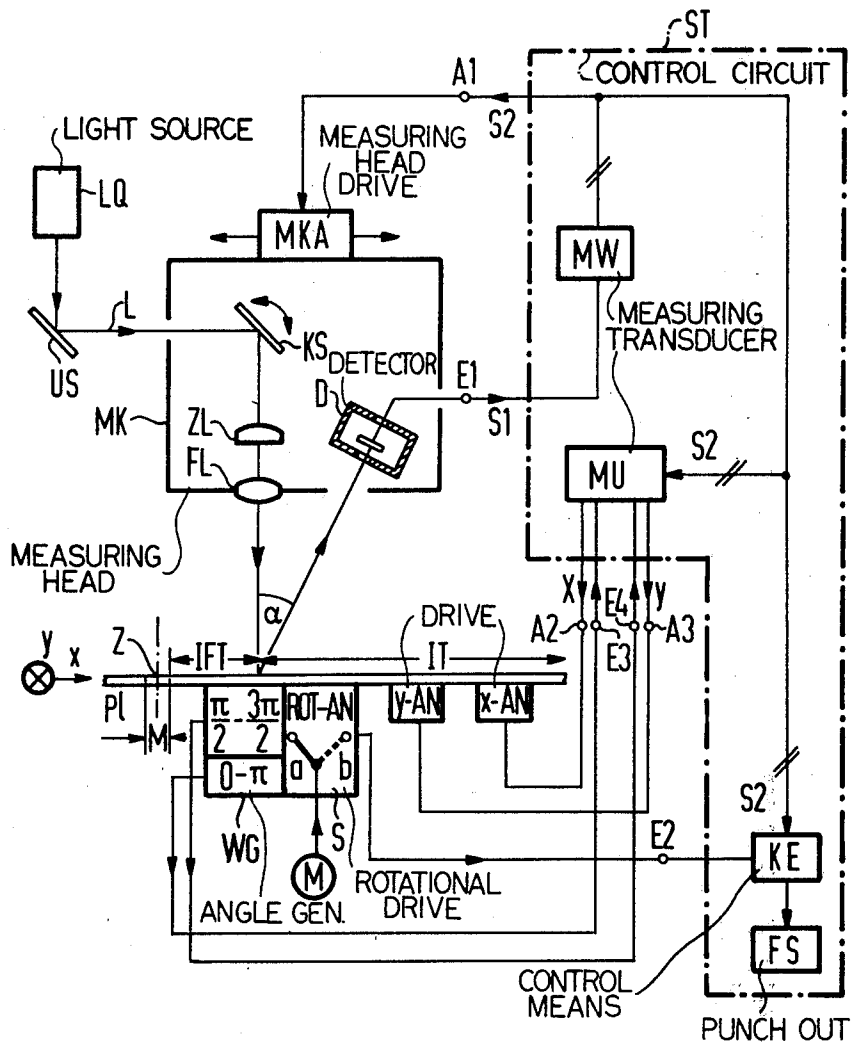 ST
CONTROL CIRCUIT
A1
S2
LIGHT SOURCE
LQ
MEASURING
HEAD
DRIVE
MKA
MW
MEASURING
TRANSDUCER
L
US
KS
DETECTOR
D
E1
S1
MK
ZL
FL
S2
MU
MEASURING
HEAD
α
X
y
E4
A2
E3
A3
DRIVE
y
x
Z
IFT
IT
Pl
M
π/2 - 3π/2
ROT-AN
y-AN
x-AN
a
b
0-π
S2
WG
S
E2
KE
M
ROTATIONAL
DRIVE
ANGLE GEN.
FS
CONTROL
MEANS
PUNCH OUT